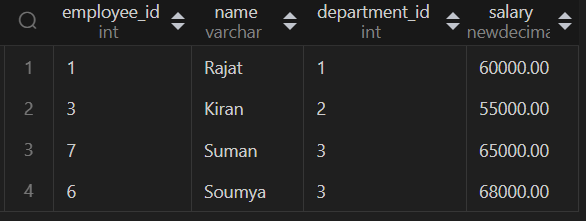 employee_id name department_id salary
int varchar int newdecima
1 1 Rajat 1 60000.00
2 3 Kiran 2 55000.00
3 7 Suman 3 65000.00
4 6 Soumya 3 68000.00